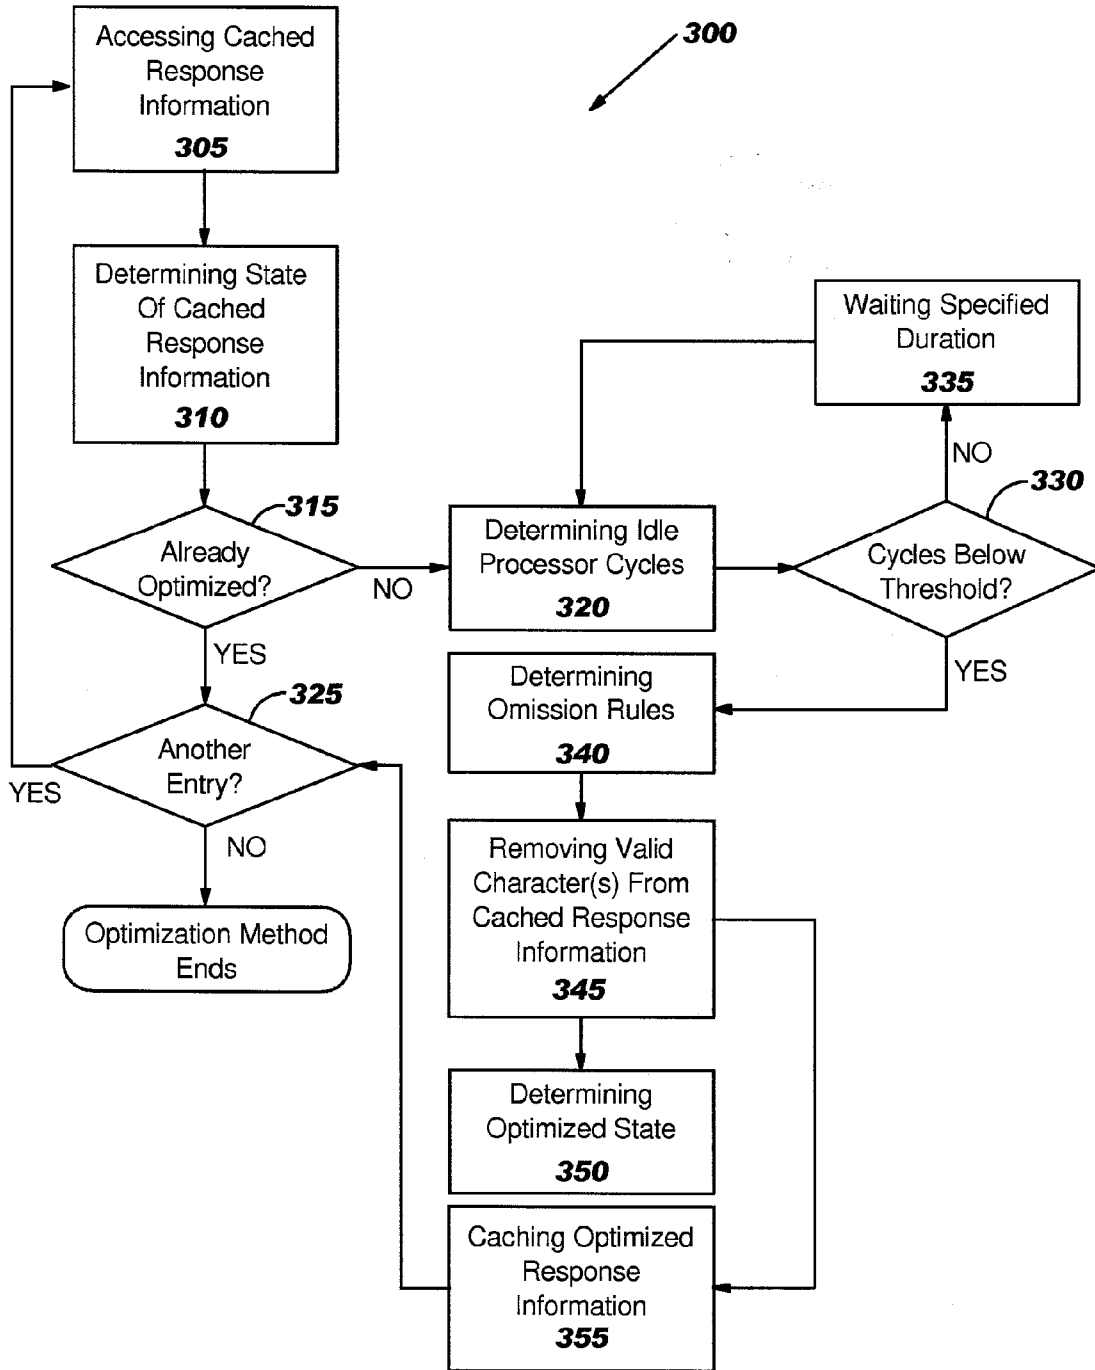 300
Accessing Cached
Response
Information
305
Determining State
Of Cached
Response
Information
310
315
Already
Optimized?
NO
YES
325
Another
Entry?
YES
NO
Optimization Method
Ends
Determining Idle
Processor Cycles
320
Waiting Specified
Duration
335
NO
330
Cycles Below
Threshold?
YES
Determining
Omission Rules
340
Removing Valid
Character(s) From
Cached Response
Information
345
Determining
Optimized State
350
Caching Optimized
Response
Information
355